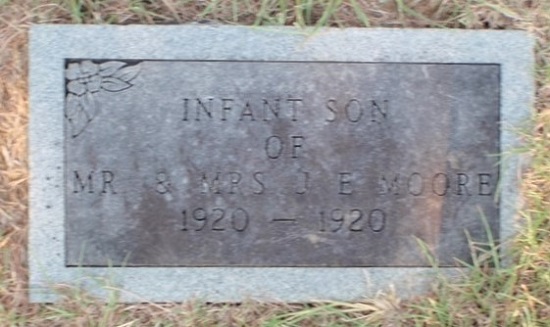 INFANT SON
OF
MR. & MRS J E MOORE
1920 — 1920